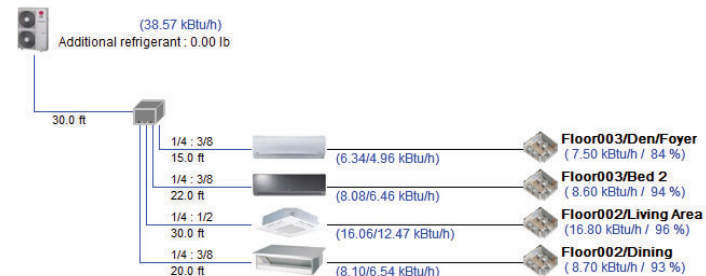 (38.57 kBtu/h)
Additional refrigerant : 0.00 lb
30.0 ft
1/4 : 3/8
15.0 ft
(6.34/4.96 kBtu/h)
Floor003/Den/Foyer
( 7.50 kBtu/h / 84 %)
1/4 : 3/8
22.0 ft
(8.08/6.46 kBtu/h)
Floor003/Bed 2
( 8.60 kBtu/h / 94 %)
1/4 : 1/2
30.0 ft
(16.06/12.47 kBtu/h)
Floor002/Living Area
(16.80 kBtu/h / 96 %)
1/4 : 3/8
20.0 ft
(8.10/6.54 kBtu/h)
Floor002/Dining
( 8.70 kBtu/h / 93 %)